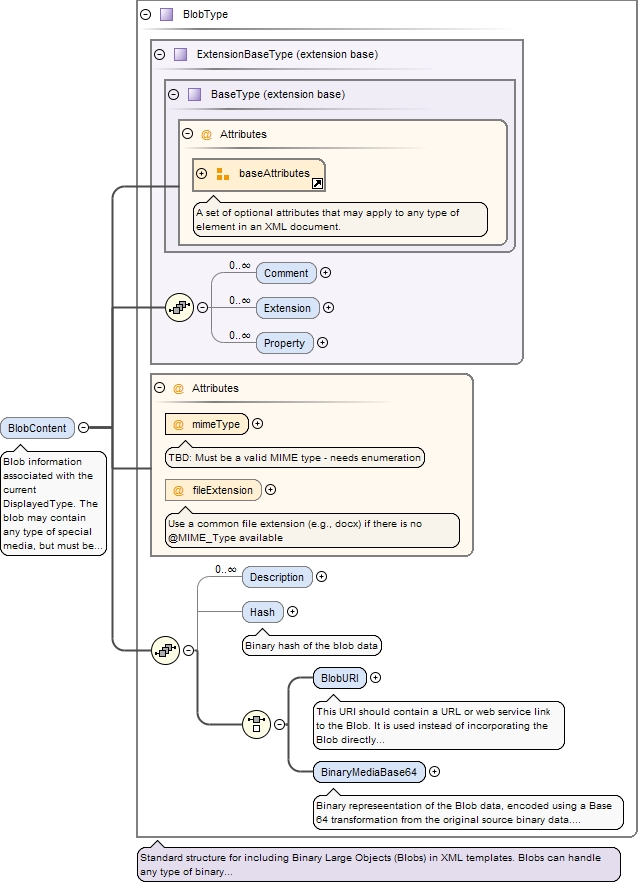 BlobType
ExtensionBaseType (extension base)
BaseType (extension base)
@ Attributes
baseAttributes
A set of optional attributes that may apply to any type of
element in an XML document.
0..∞
Comment
0..∞
Extension
0..∞
Property
@ Attributes
@ mimeType
TBD: Must be a valid MIME type - needs enumeration
@ fileExtension
Use a common file extension (e.g., docx) if there is no
@MIME_Type available
BlobContent
Blob information
associated with the
current
DisplayedType. The
blob may contain
any type of special
media, but must be...
0..∞
Description
Hash
Binary hash of the blob data
BlobURI
This URI should contain a URL or web service link
to the Blob. It is used instead of incorporating the
Blob directly...
BinaryMediaBase64
Binary represeentation of the Blob data, encoded using a Base
64 transformation from the original source binary data....
Standard structure for including Binary Large Objects (Blobs) in XML templates. Blobs can handle
any type of binary...